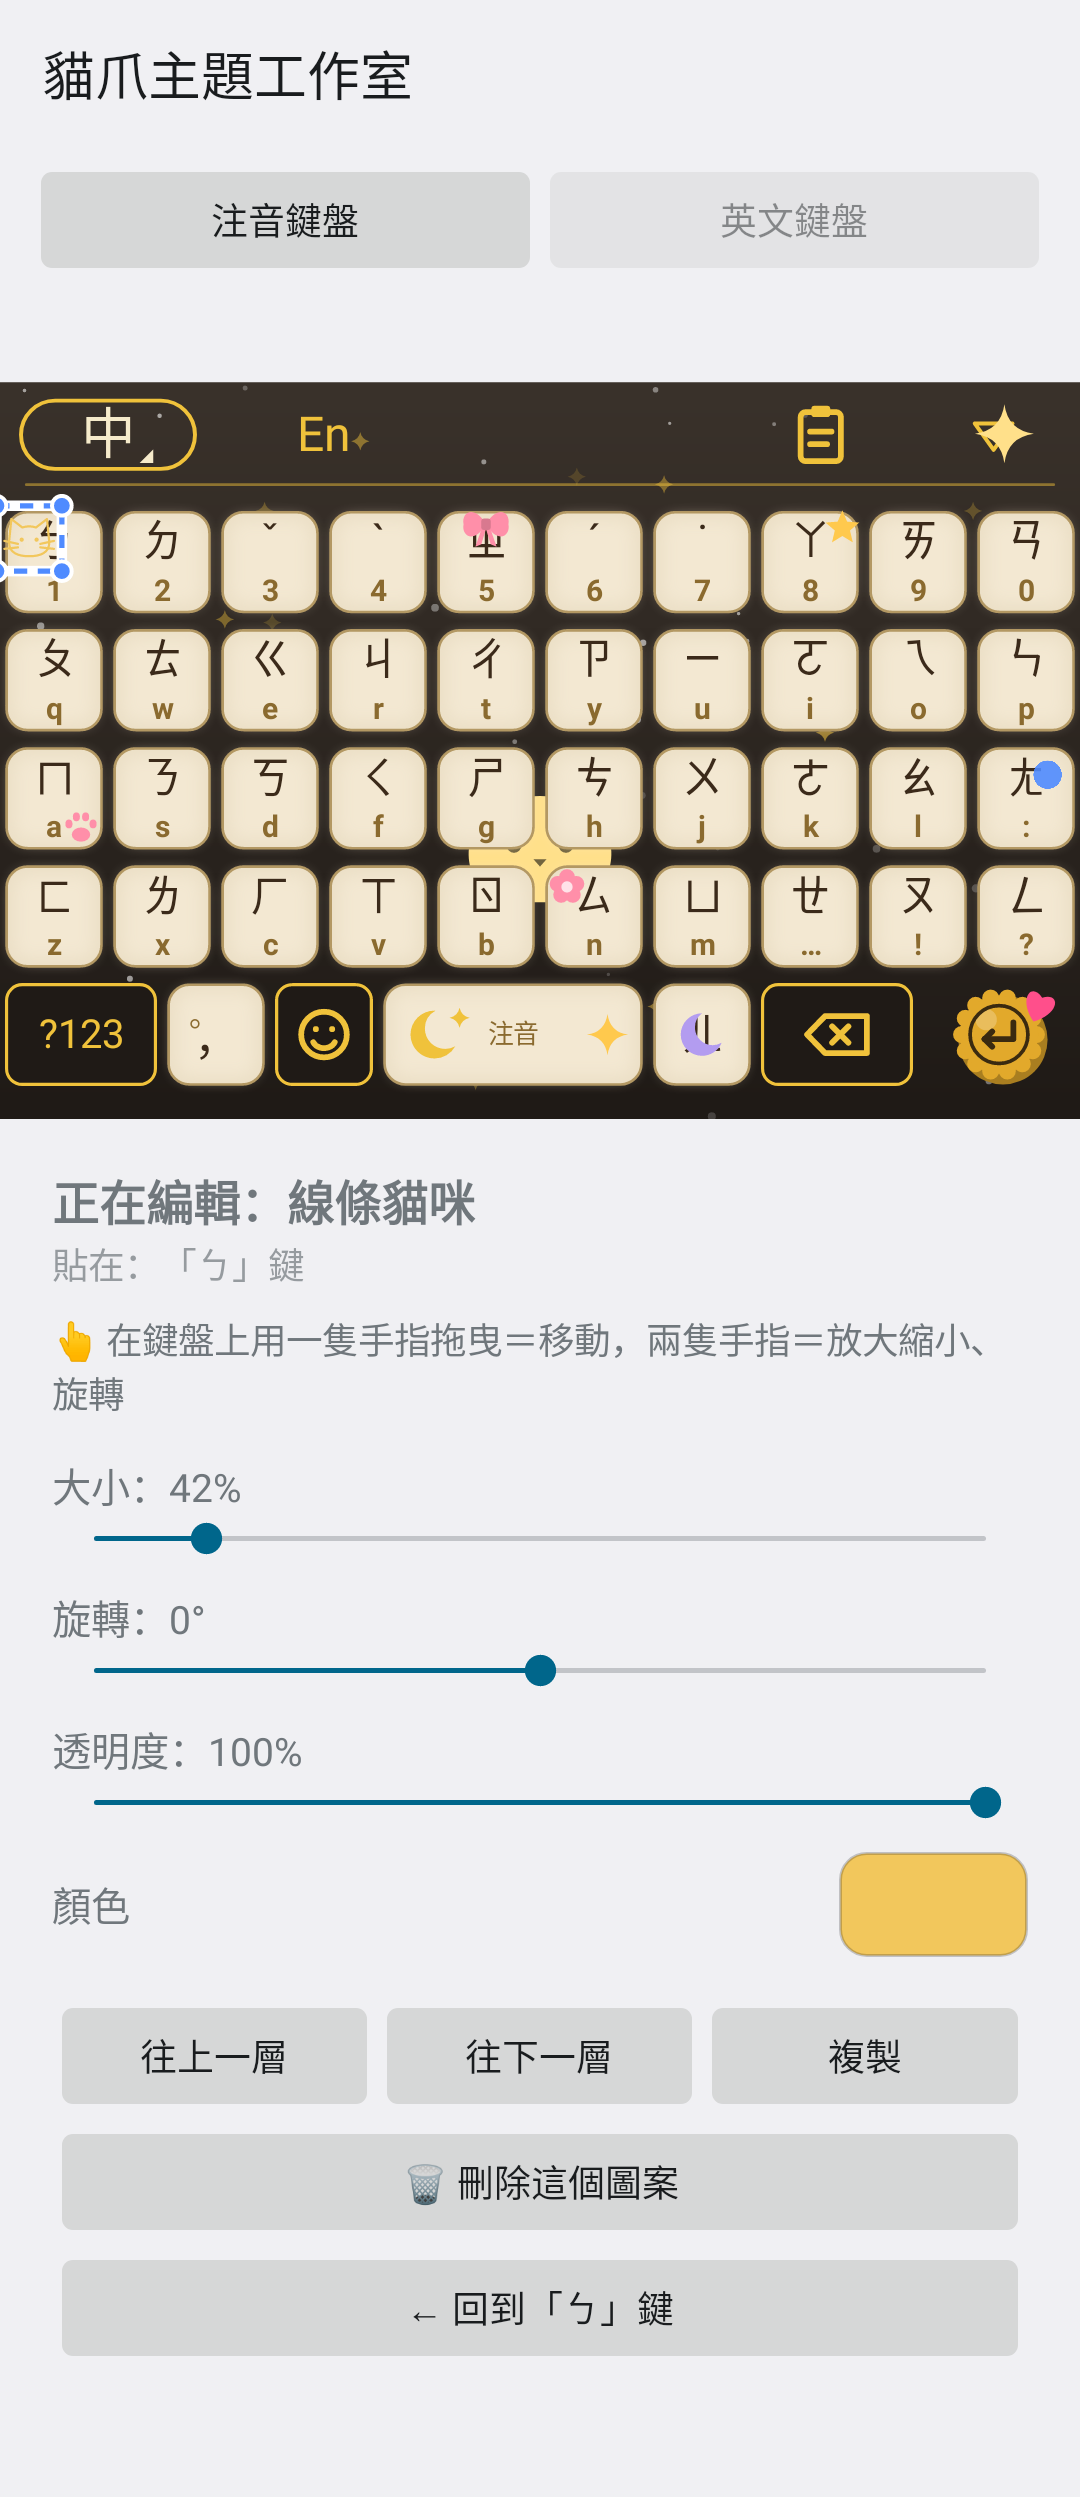 貓爪主題工作室
注音鍵盤 英文鍵盤
中 En
ㄉ ˇ ˋ ˊ ˙ ㄚ ㄞ ㄢ
1 2 3 4 5 6 7 8 9 0
ㄆ ㄊ ㄍ ㄐ ㄔ ㄗ ㄧ ㄛ ㄟ ㄣ
q w e r t y u i o p
ㄇ ㄋ ㄎ ㄑ ㄕ ㄘ ㄨ ㄜ ㄠ ㄤ
a s d f g h j k l :
ㄈ ㄌ ㄏ ㄒ ㄖ ㄙ ㄩ ㄝ ㄡ ㄥ
z x c v b n m … ! ?
?123 ° , 注音 ㄦ
正在編輯：線條貓咪
貼在：「ㄅ」鍵
👆 在鍵盤上用一隻手指拖曳＝移動，兩隻手指＝放大縮小、
旋轉
大小：42%
旋轉：0°
透明度：100%
顏色
往上一層 往下一層 複製
🗑️ 刪除這個圖案
← 回到「ㄅ」鍵